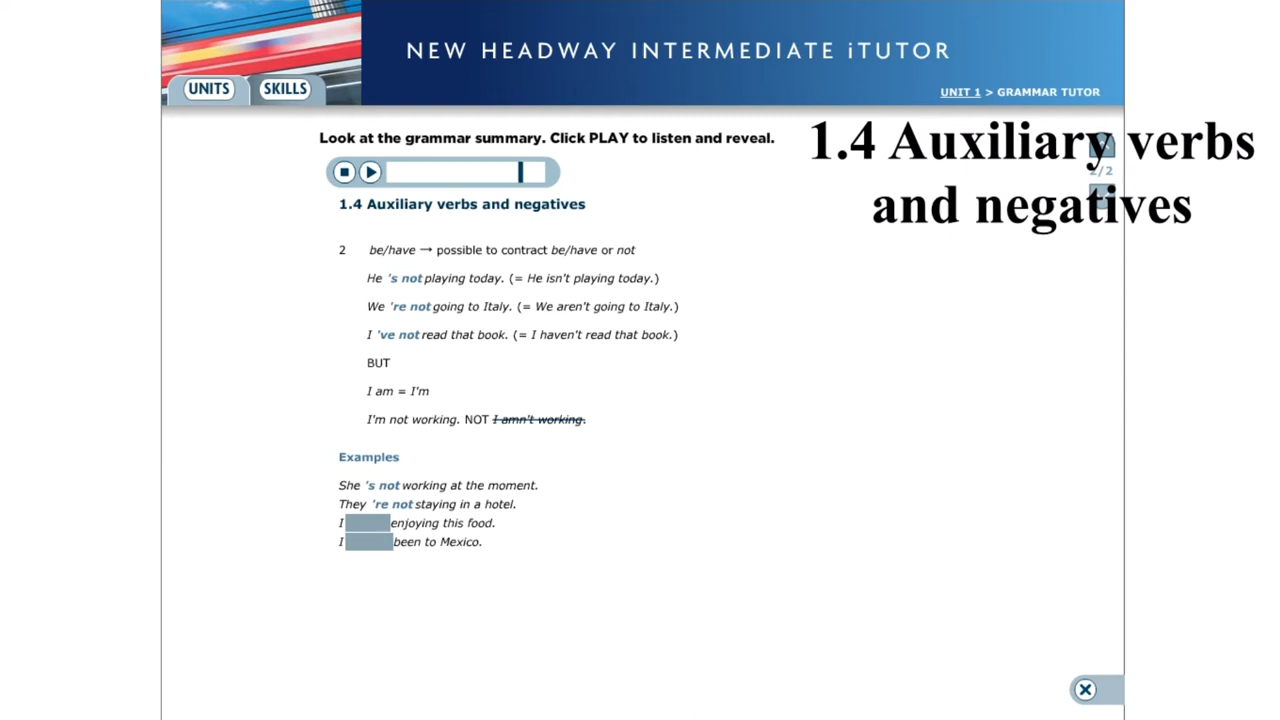 NEW HEADWAY INTERMEDIATE iTUTOR
UNITS SKILLS
UNIT 1 > GRAMMAR TUTOR
Look at the grammar summary. Click PLAY to listen and reveal.
1.4 Auxiliary verbs
and negatives
2/2
1.4 Auxiliary verbs and negatives
2 be/have → possible to contract be/have or not
He 's not playing today. (= He isn't playing today.)
We 're not going to Italy. (= We aren't going to Italy.)
I 've not read that book. (= I haven't read that book.)
BUT
I am = I'm
I'm not working. NOT I amn't working.
Examples
She 's not working at the moment.
They 're not staying in a hotel.
I enjoying this food.
I been to Mexico.